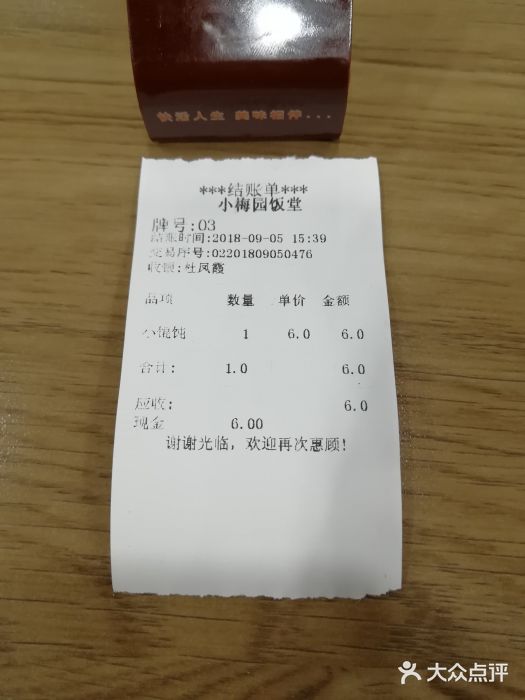 快活人生 美味相伴...
***结账单***
小梅园饭堂
牌号:03
结账时间:2018-09-05 15:39
交易序号:02201809050476
收银:杜凤霞
品项 数量 单价 金额
小馄饨 1 6.0 6.0
合计: 1.0 6.0
应收: 6.0
现金 6.00
谢谢光临，欢迎再次惠顾!
大众点评